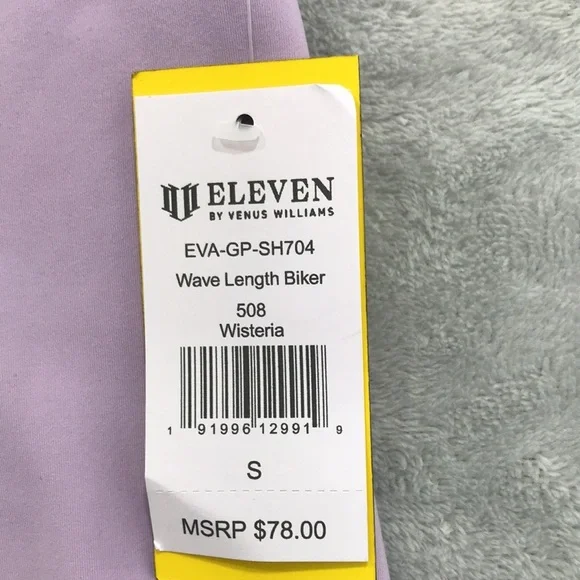 ELEVEN
BY VENUS WILLIAMS
EVA-GP-SH704
Wave Length Biker
508
Wisteria
1 91996 12991 9
S
MSRP $78.00